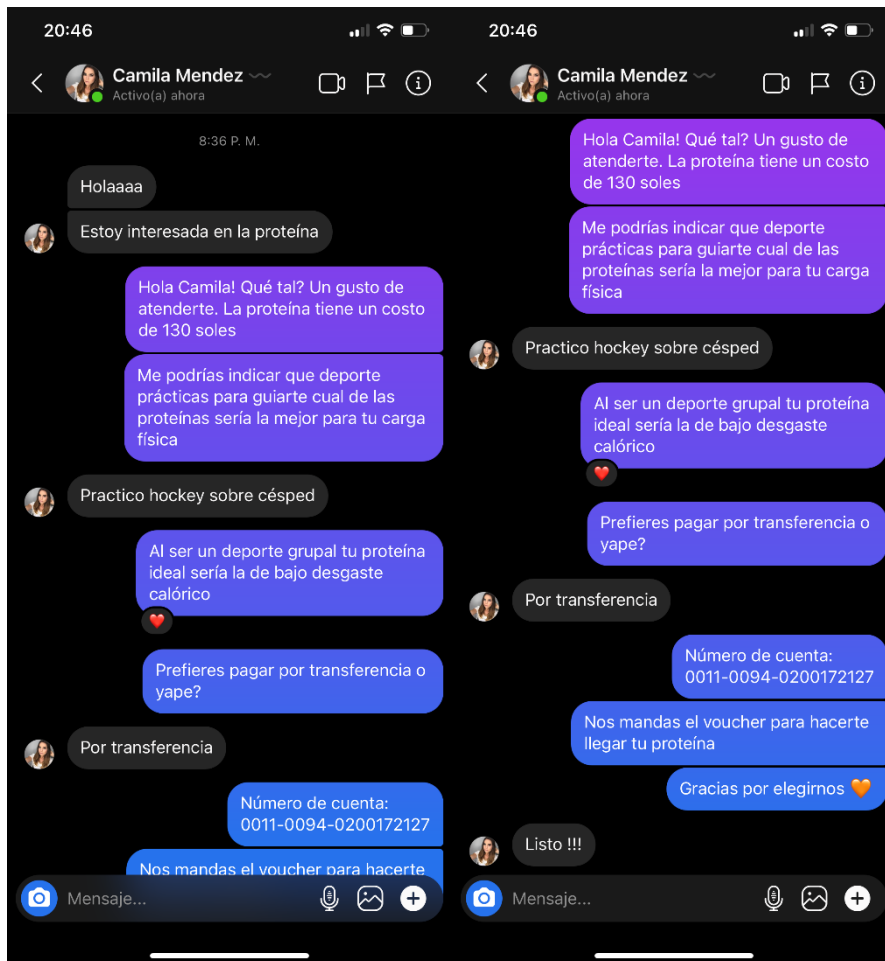 20:46
Camila Mendez
Activo(a) ahora
8:36 P. M.
Holaaaa
Estoy interesada en la proteína
Hola Camila! Qué tal? Un gusto de
atenderte. La proteína tiene un costo
de 130 soles
Me podrías indicar que deporte
prácticas para guiarte cual de las
proteínas sería la mejor para tu carga
física
Practico hockey sobre césped
Al ser un deporte grupal tu proteína
ideal sería la de bajo desgaste
calórico
Prefieres pagar por transferencia o
yape?
Por transferencia
Número de cuenta:
0011-0094-0200172127
Nos mandas el voucher para hacerte
Mensaje...
20:46
Camila Mendez
Activo(a) ahora
Hola Camila! Qué tal? Un gusto de
atenderte. La proteína tiene un costo
de 130 soles
Me podrías indicar que deporte
prácticas para guiarte cual de las
proteínas sería la mejor para tu carga
física
Practico hockey sobre césped
Al ser un deporte grupal tu proteína
ideal sería la de bajo desgaste
calórico
Prefieres pagar por transferencia o
yape?
Por transferencia
Número de cuenta:
0011-0094-0200172127
Nos mandas el voucher para hacerte
llegar tu proteína
Gracias por elegirnos 🧡
Listo !!!
Mensaje...